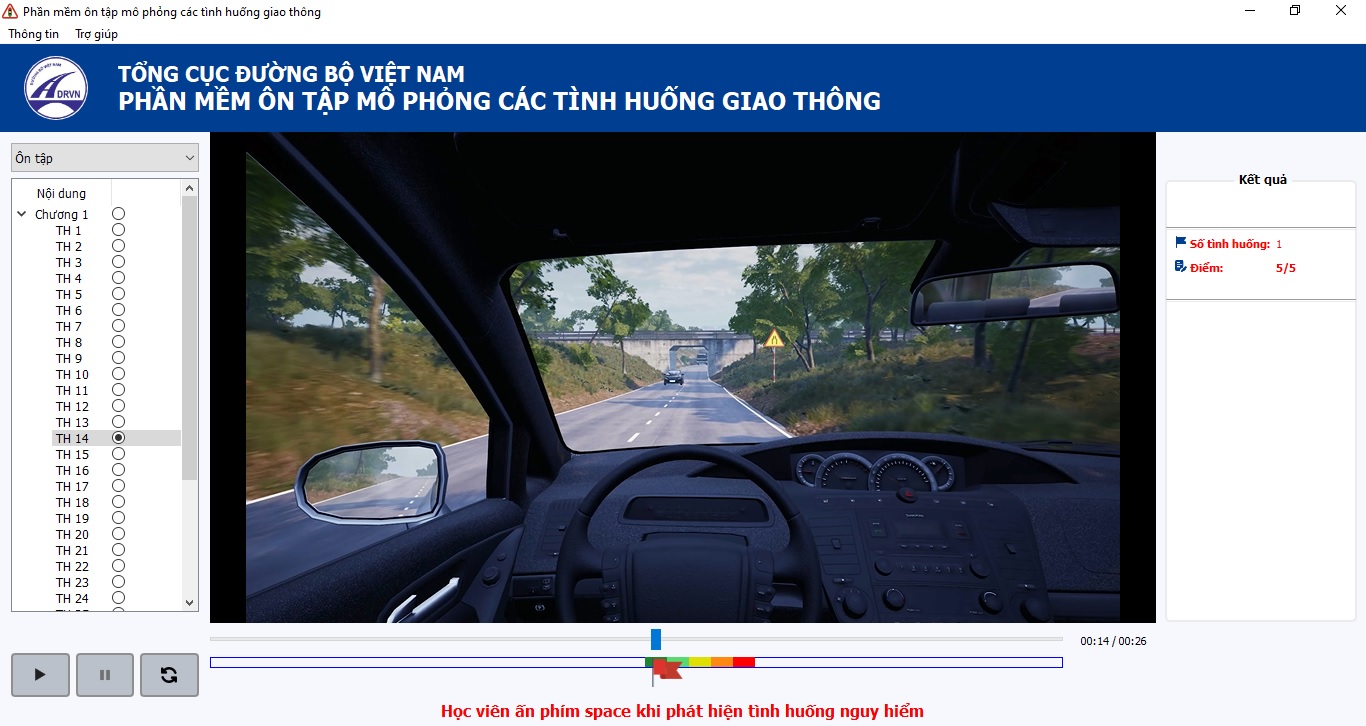 Phần mềm ôn tập mô phỏng các tình huống giao thông
Thông tin Trợ giúp
ĐƯỜNG BỘ VIỆT NAM
DRVN
TỔNG CỤC ĐƯỜNG BỘ VIỆT NAM
PHẦN MỀM ÔN TẬP MÔ PHỎNG CÁC TÌNH HUỐNG GIAO THÔNG
Ôn tập
Nội dung
Chương 1
TH 1
TH 2
TH 3
TH 4
TH 5
TH 6
TH 7
TH 8
TH 9
TH 10
TH 11
TH 12
TH 13
TH 14
TH 15
TH 16
TH 17
TH 18
TH 19
TH 20
TH 21
TH 22
TH 23
TH 24
Kết quả
Số tình huống: 1
Điểm: 5/5
00:14 / 00:26
Học viên ấn phím space khi phát hiện tình huống nguy hiểm